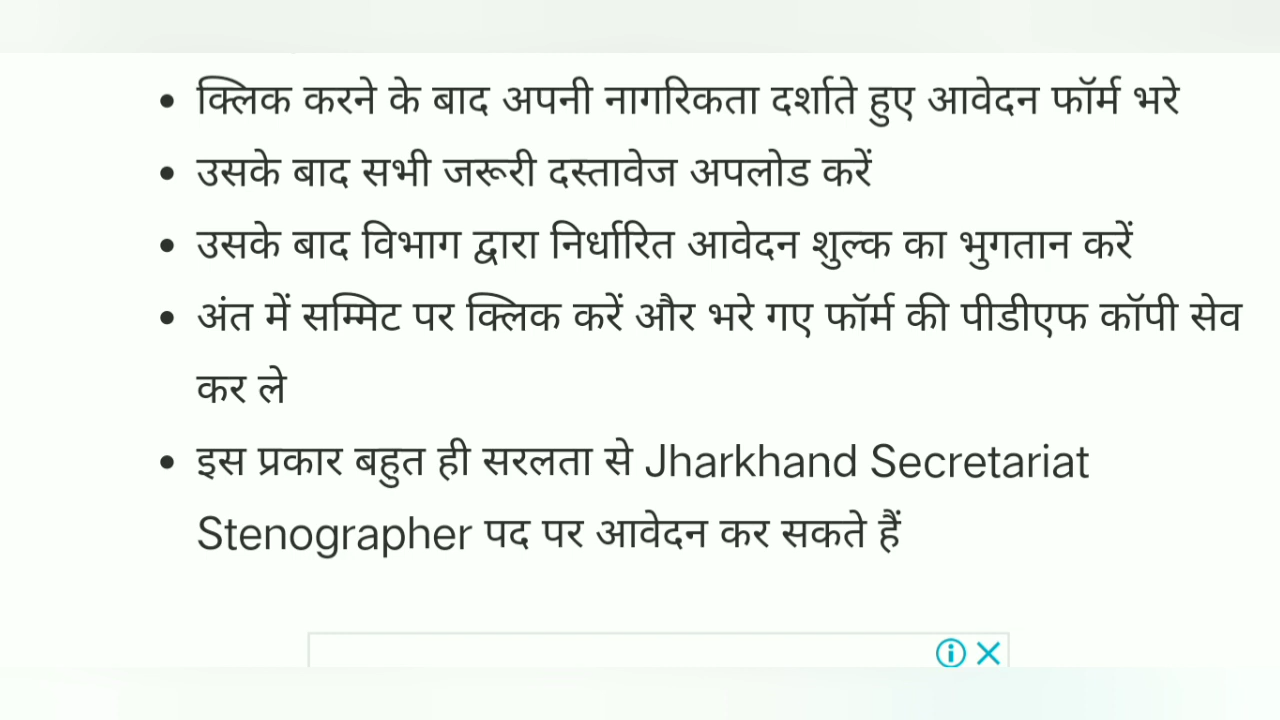 • क्लिक करने के बाद अपनी नागरिकता दर्शाते हुए आवेदन फॉर्म भरे
• उसके बाद सभी जरूरी दस्तावेज अपलोड करें
• उसके बाद विभाग द्वारा निर्धारित आवेदन शुल्क का भुगतान करें
• अंत में सम्मिट पर क्लिक करें और भरे गए फॉर्म की पीडीएफ कॉपी सेव
कर ले
• इस प्रकार बहुत ही सरलता से Jharkhand Secretariat
Stenographer पद पर आवेदन कर सकते हैं